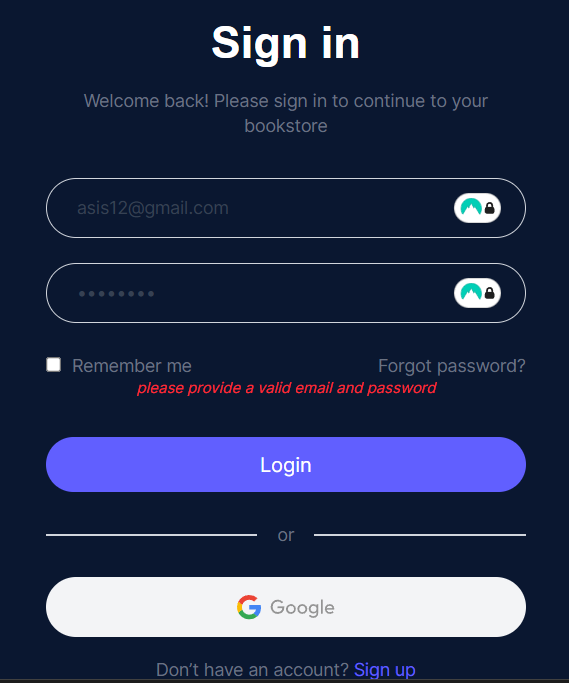 Sign in
Welcome back! Please sign in to continue to your
bookstore
asis12@gmail.com
••••••••
Remember me Forgot password?
please provide a valid email and password
Login
or
Google
Don’t have an account? Sign up